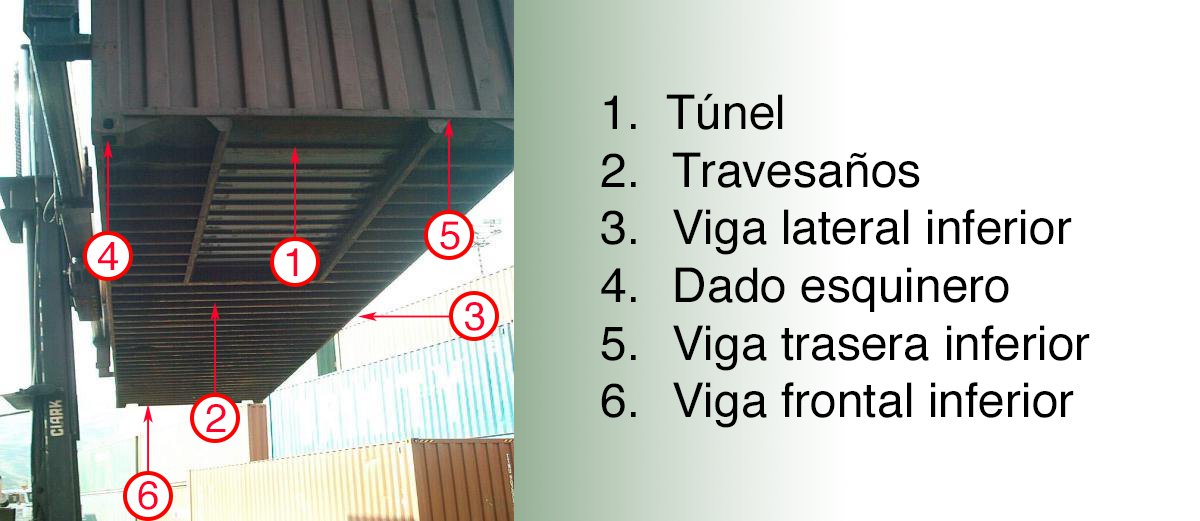 1. Túnel
2. Travesaños
3. Viga lateral inferior
4. Dado esquinero
5. Viga trasera inferior
6. Viga frontal inferior
4
1
5
3
2
6
CLARK